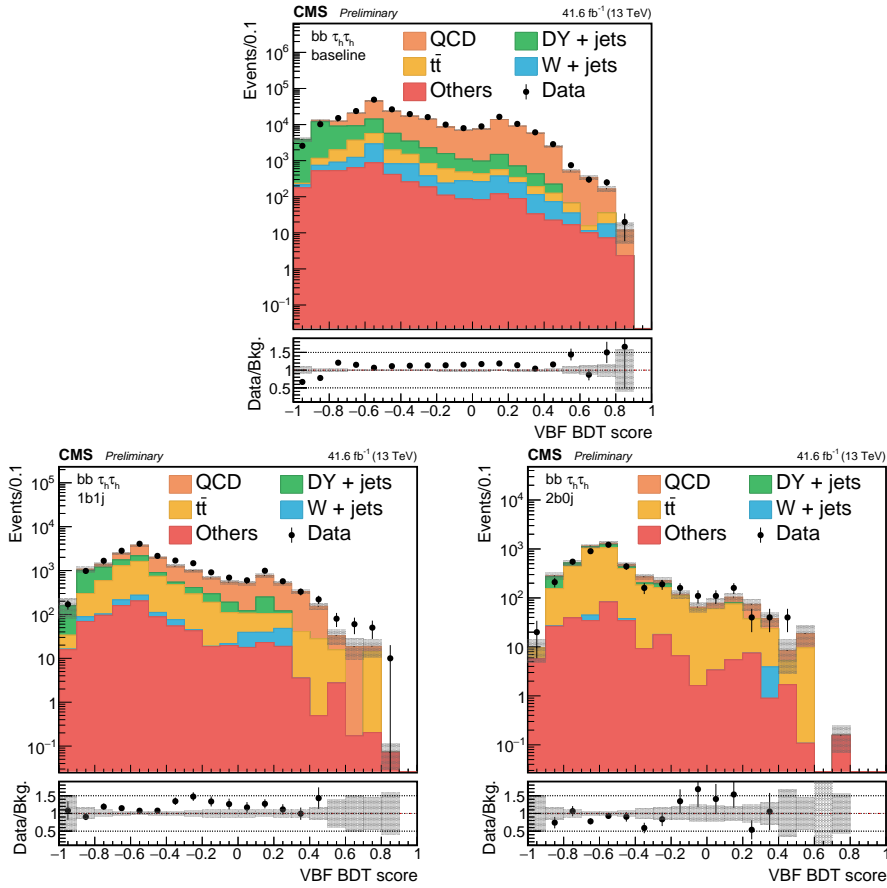 CMS Preliminary 41.6 fb⁻¹ (13 TeV)
Events/0.1
bb τₕτₕ
baseline
QCD
DY + jets
tt̄
W + jets
Others
Data
10⁶
10⁵
10⁴
10³
10²
10
1
10⁻¹
Data/Bkg.
1.5
1
0.5
−1 −0.8 −0.6 −0.4 −0.2 0 0.2 0.4 0.6 0.8 1
VBF BDT score
CMS Preliminary 41.6 fb⁻¹ (13 TeV)
Events/0.1
bb τₕτₕ
1b1j
QCD
DY + jets
tt̄
W + jets
Others
Data
10⁵
10⁴
10³
10²
10
1
10⁻¹
Data/Bkg.
1.5
1
0.5
−1 −0.8 −0.6 −0.4 −0.2 0 0.2 0.4 0.6 0.8 1
VBF BDT score
CMS Preliminary 41.6 fb⁻¹ (13 TeV)
Events/0.1
bb τₕτₕ
2b0j
QCD
DY + jets
tt̄
W + jets
Others
Data
10⁴
10³
10²
10
1
10⁻¹
Data/Bkg.
1.5
1
0.5
−1 −0.8 −0.6 −0.4 −0.2 0 0.2 0.4 0.6 0.8 1
VBF BDT score